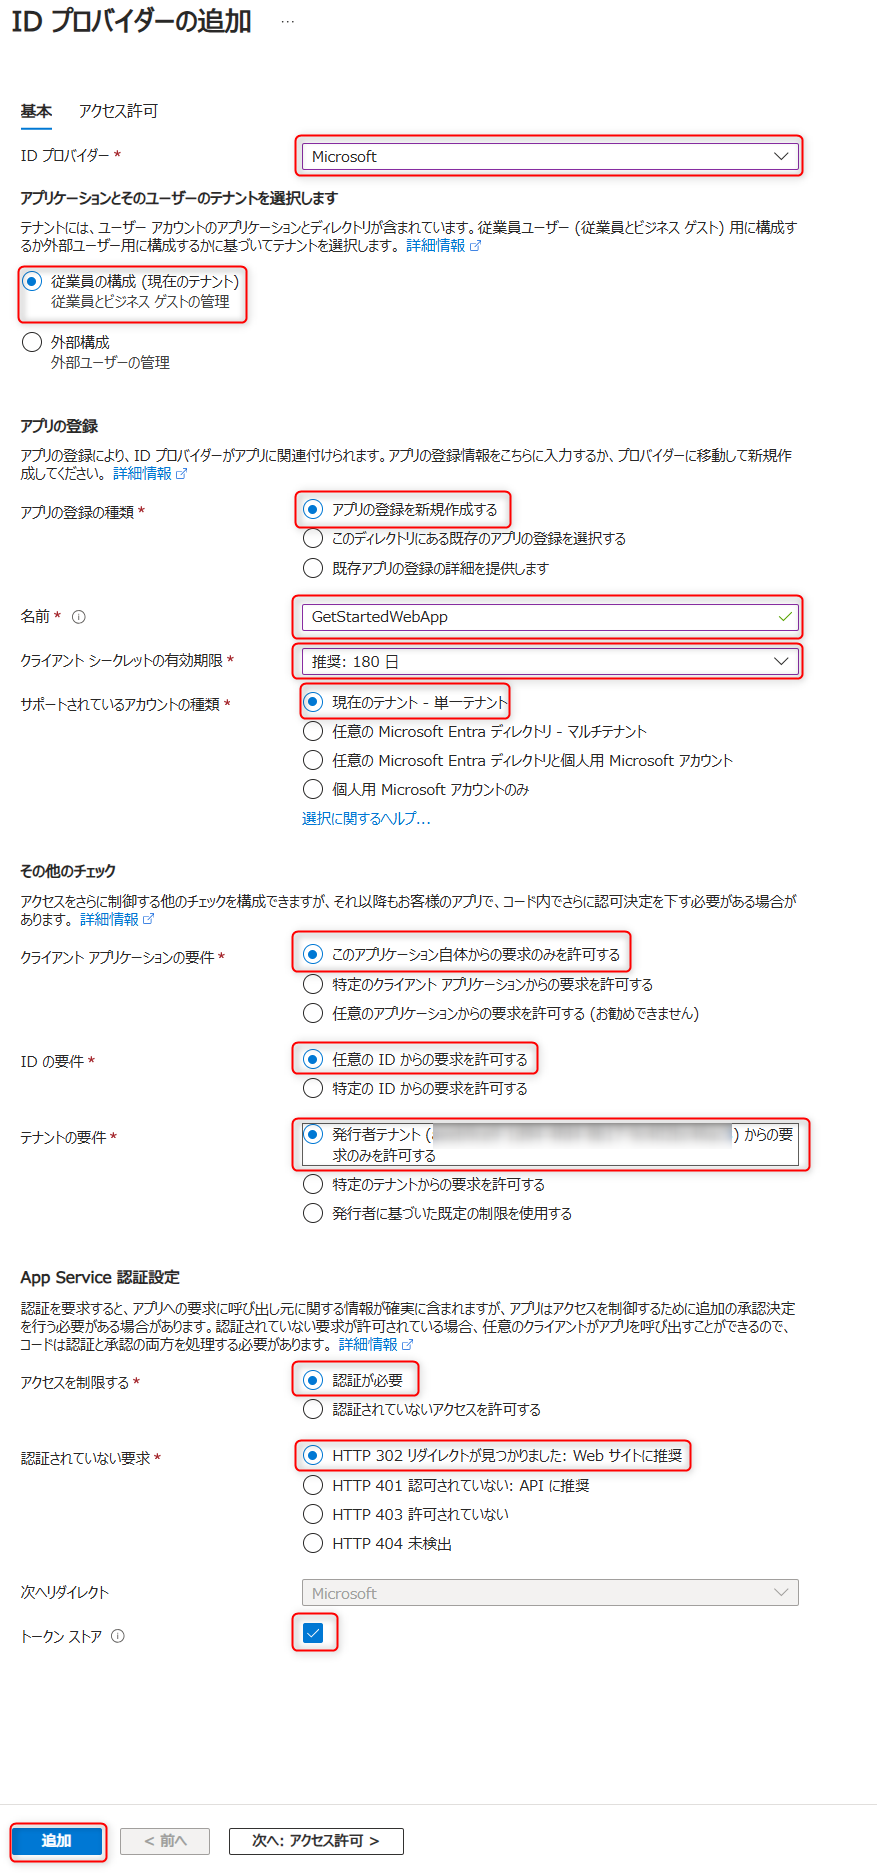 ID プロバイダーの追加 …
基本 アクセス許可
ID プロバイダー * Microsoft
アプリケーションとそのユーザーのテナントを選択します
テナントには、ユーザー アカウントのアプリケーションとディレクトリが含まれています。従業員ユーザー (従業員とビジネス ゲスト) 用に構成す
るか外部ユーザー用に構成するかに基づいてテナントを選択します。 詳細情報
従業員の構成 (現在のテナント)
従業員とビジネス ゲストの管理
外部構成
外部ユーザーの管理
アプリの登録
アプリの登録により、ID プロバイダーがアプリに関連付けられます。アプリの登録情報をこちらに入力するか、プロバイダーに移動して新規作
成してください。 詳細情報
アプリの登録の種類 * アプリの登録を新規作成する
このディレクトリにある既存のアプリの登録を選択する
既存アプリの登録の詳細を提供します
名前 * GetStartedWebApp
クライアント シークレットの有効期限 * 推奨: 180 日
サポートされているアカウントの種類 * 現在のテナント - 単一テナント
任意の Microsoft Entra ディレクトリ - マルチテナント
任意の Microsoft Entra ディレクトリと個人用 Microsoft アカウント
個人用 Microsoft アカウントのみ
選択に関するヘルプ...
その他のチェック
アクセスをさらに制御する他のチェックを構成できますが、それ以降もお客様のアプリで、コード内でさらに認可決定を下す必要がある場合が
あります。 詳細情報
クライアント アプリケーションの要件 * このアプリケーション自体からの要求のみを許可する
特定のクライアント アプリケーションからの要求を許可する
任意のアプリケーションからの要求を許可する (お勧めできません)
ID の要件 * 任意の ID からの要求を許可する
特定の ID からの要求を許可する
テナントの要件 * 発行者テナント ( ) からの要
求のみを許可する
特定のテナントからの要求を許可する
発行者に基づいた既定の制限を使用する
App Service 認証設定
認証を要求すると、アプリへの要求に呼び出し元に関する情報が確実に含まれますが、アプリはアクセスを制御するために追加の承認決定
を行う必要がある場合があります。認証されていない要求が許可されている場合、任意のクライアントがアプリを呼び出すことができるので、
コードは認証と承認の両方を処理する必要があります。 詳細情報
アクセスを制限する * 認証が必要
認証されていないアクセスを許可する
認証されていない要求 * HTTP 302 リダイレクトが見つかりました: Web サイトに推奨
HTTP 401 認可されていない: API に推奨
HTTP 403 許可されていない
HTTP 404 未検出
次へリダイレクト Microsoft
トークン ストア
追加 < 前へ 次へ: アクセス許可 >